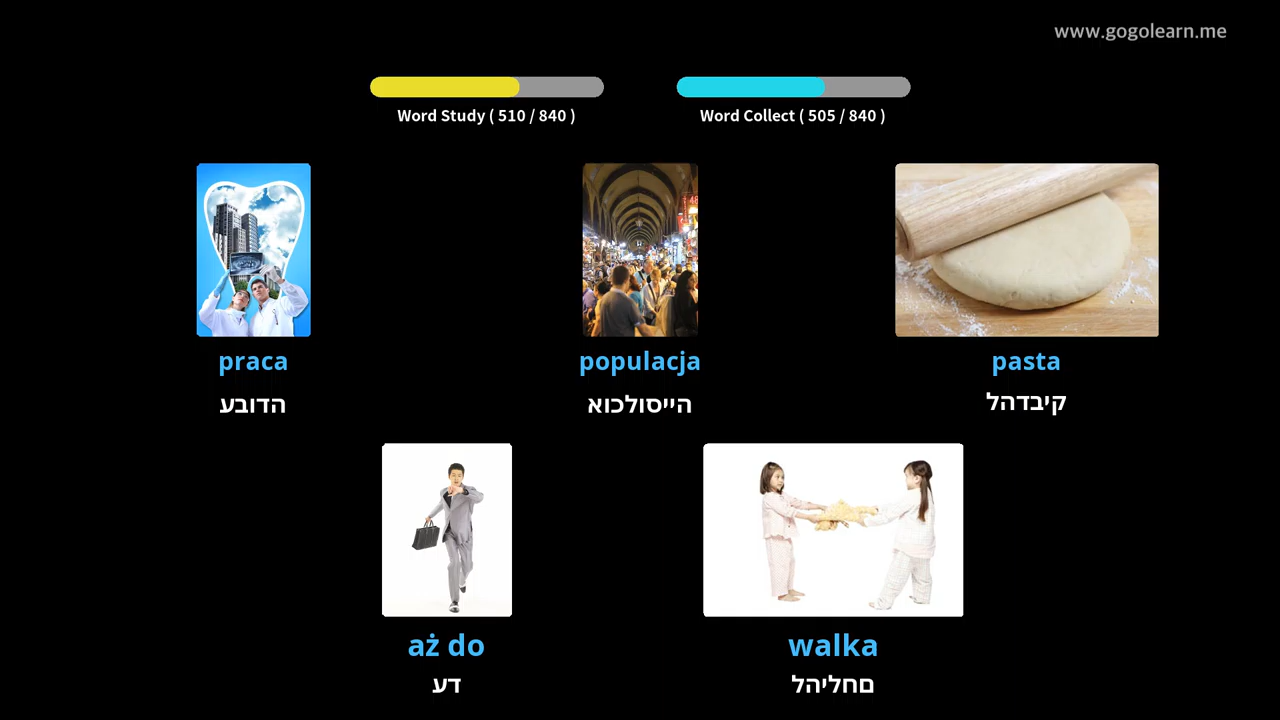 www.gogolearn.me
Word Study ( 510 / 840 )
Word Collect ( 505 / 840 )
praca
הדובע
populacja
הייסולכוא
pasta
קיבדהל
aż do
דע
walka
םחליהל